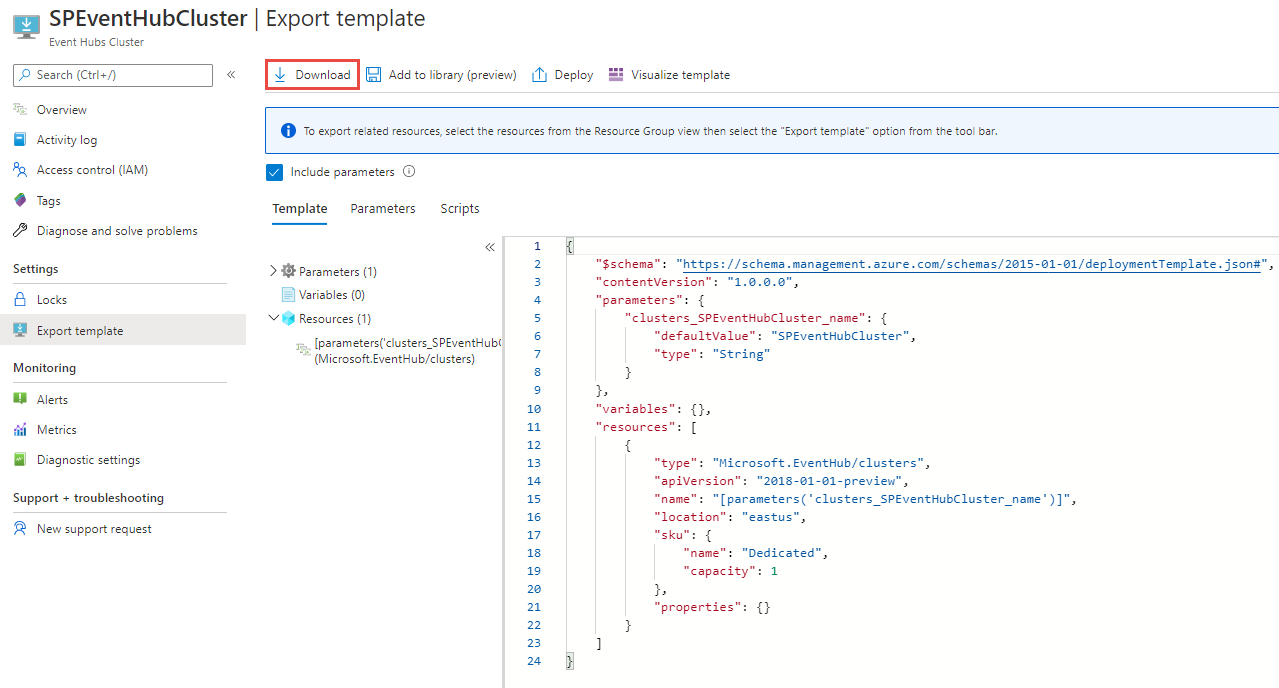 SPEventHubCluster | Export template
Event Hubs Cluster
Search (Ctrl+/)
«
Overview
Activity log
Access control (IAM)
Tags
Diagnose and solve problems
Settings
Locks
Export template
Monitoring
Alerts
Metrics
Diagnostic settings
Support + troubleshooting
New support request
Download Add to library (preview) Deploy Visualize template
To export related resources, select the resources from the Resource Group view then select the "Export template" option from the tool bar.
Include parameters
Template Parameters Scripts
«
Parameters (1)
Variables (0)
Resources (1)
[parameters('clusters_SPEventHubC
(Microsoft.EventHub/clusters)
1 {
2 "$schema": "https://schema.management.azure.com/schemas/2015-01-01/deploymentTemplate.json#",
3 "contentVersion": "1.0.0.0",
4 "parameters": {
5 "clusters_SPEventHubCluster_name": {
6 "defaultValue": "SPEventHubCluster",
7 "type": "String"
8 }
9 },
10 "variables": {},
11 "resources": [
12 {
13 "type": "Microsoft.EventHub/clusters",
14 "apiVersion": "2018-01-01-preview",
15 "name": "[parameters('clusters_SPEventHubCluster_name')]",
16 "location": "eastus",
17 "sku": {
18 "name": "Dedicated",
19 "capacity": 1
20 },
21 "properties": {}
22 }
23 ]
24 }